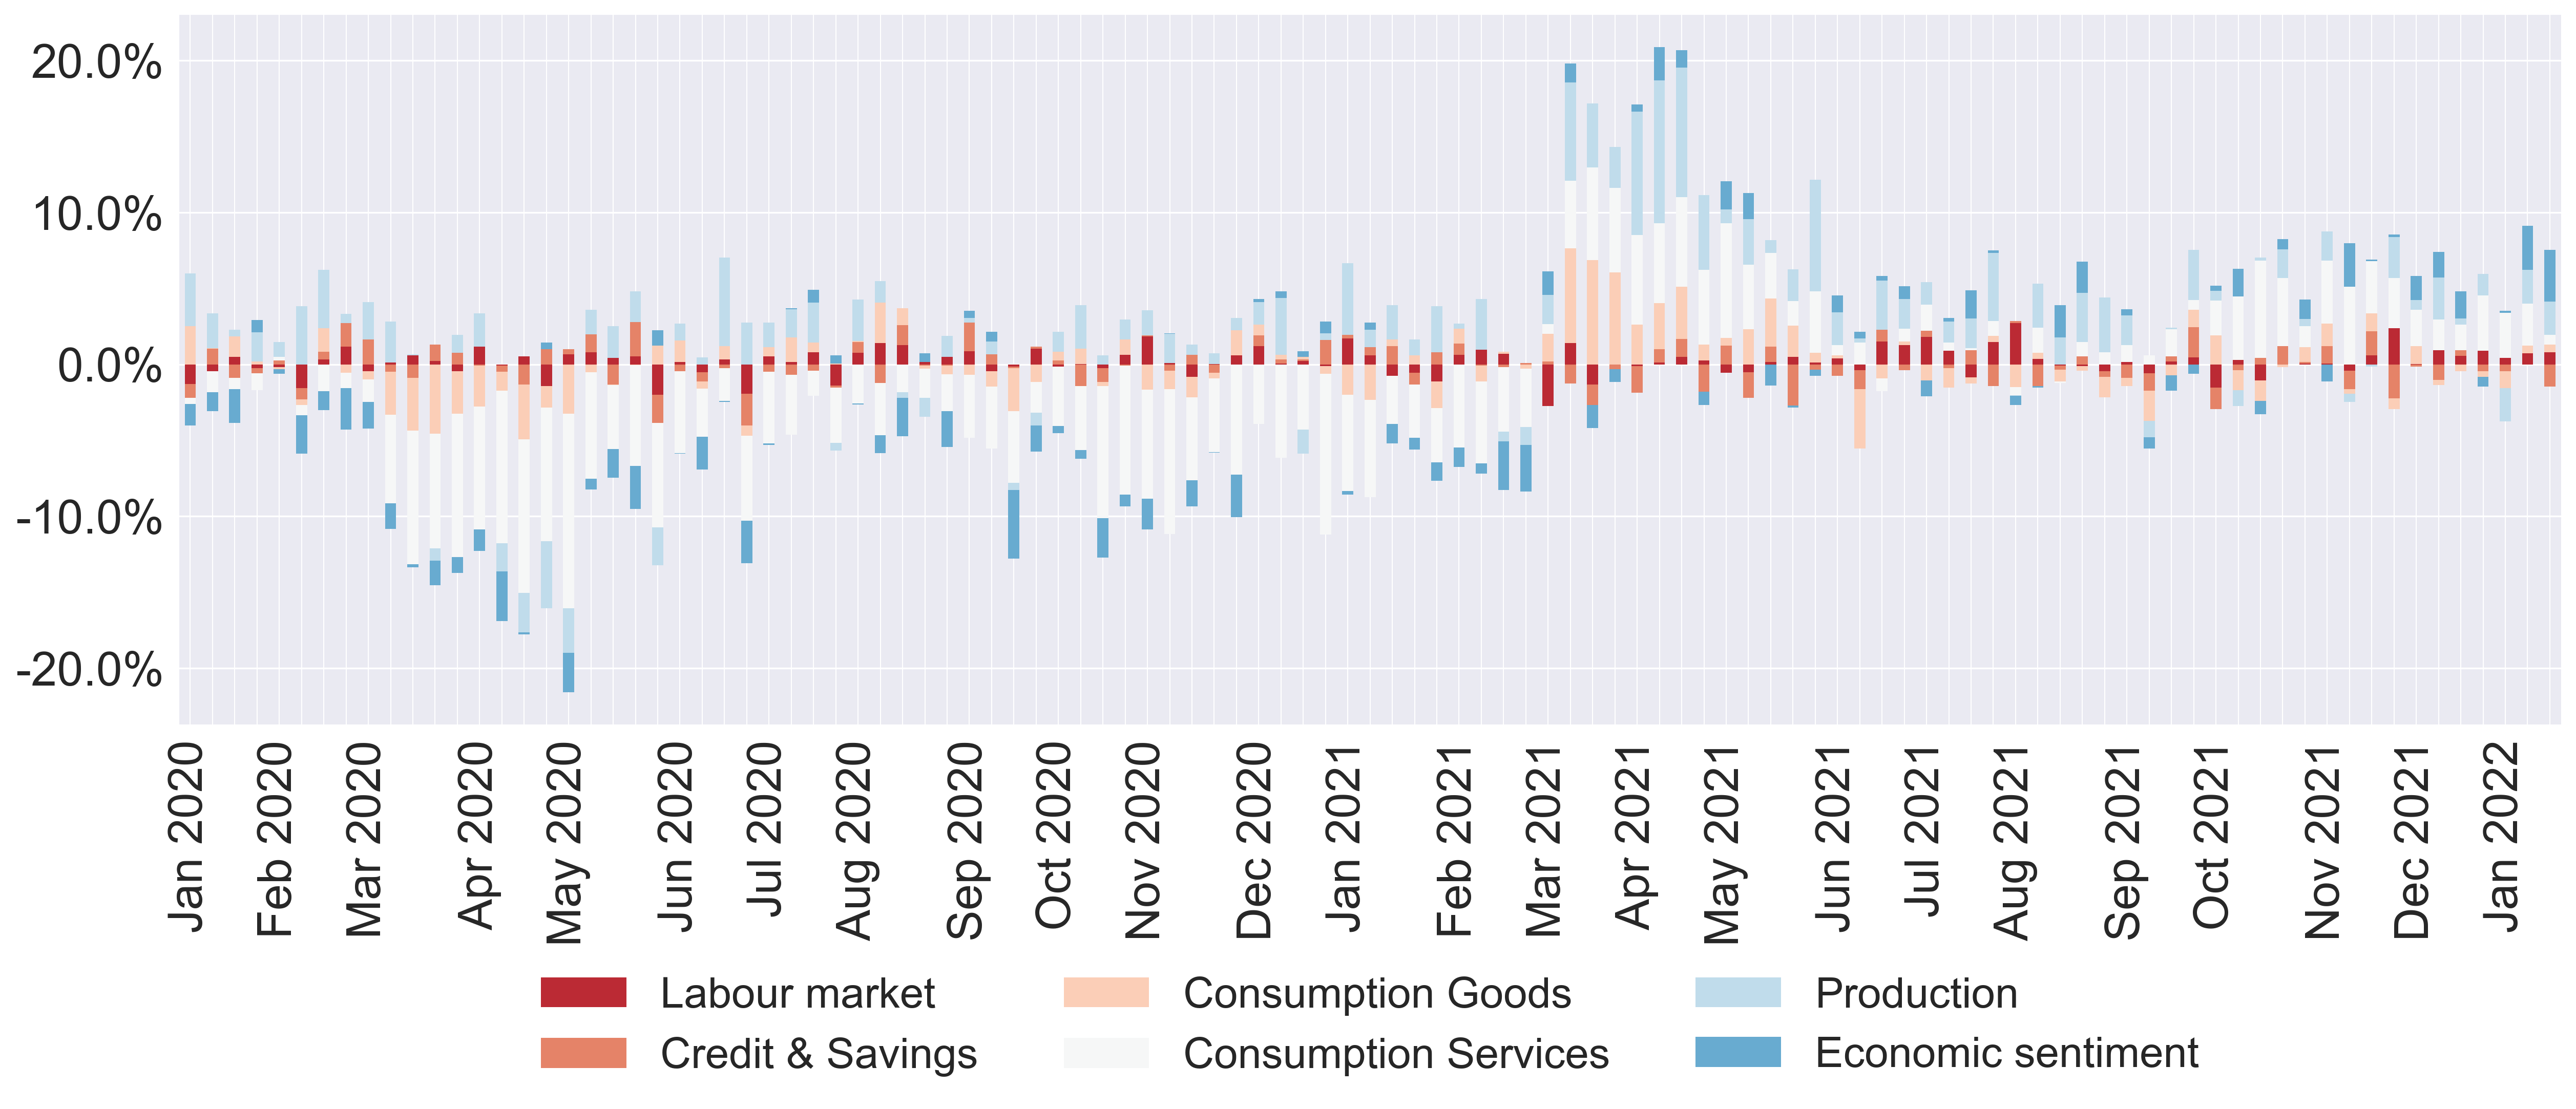 20.0%
10.0%
0.0%
-10.0%
-20.0%
Jan 2020
Feb 2020
Mar 2020
Apr 2020
May 2020
Jun 2020
Jul 2020
Aug 2020
Sep 2020
Oct 2020
Nov 2020
Dec 2020
Jan 2021
Feb 2021
Mar 2021
Apr 2021
May 2021
Jun 2021
Jul 2021
Aug 2021
Sep 2021
Oct 2021
Nov 2021
Dec 2021
Jan 2022
Labour market
Credit & Savings
Consumption Goods
Consumption Services
Production
Economic sentiment